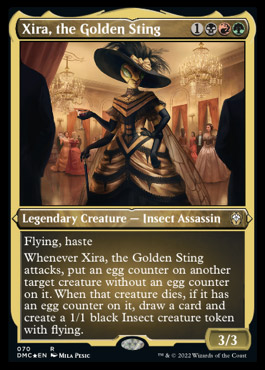 Xira, the Golden Sting 1
Legendary Creature — Insect Assassin
Flying, haste
Whenever Xira, the Golden Sting
attacks, put an egg counter on another
target creature without an egg counter
on it. When that creature dies, if it has
an egg counter on it, draw a card and
create a 1/1 black Insect creature token
with flying.
3/3
070 R
DMC★EN Mila Pesic
™ & © 2022 Wizards of the Coast